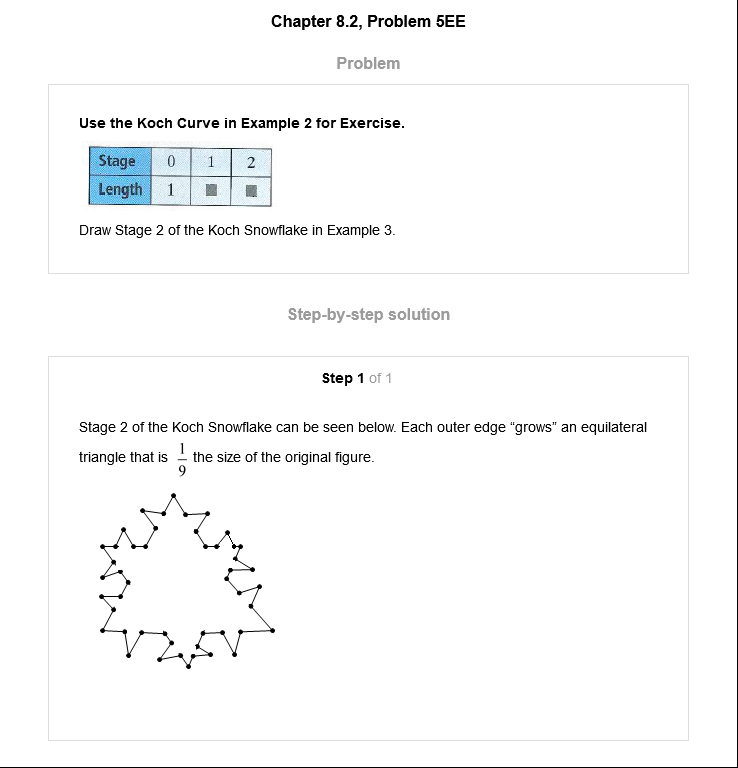 Chapter 8.2, Problem 5EE
Problem
Use the Koch Curve in Example 2 for Exercise.
Stage 0 1 2
Length 1 ■ ■
Draw Stage 2 of the Koch Snowflake in Example 3.
Step-by-step solution
Step 1 of 1
Stage 2 of the Koch Snowflake can be seen below. Each outer edge “grows” an equilateral
triangle that is 1/9 the size of the original figure.